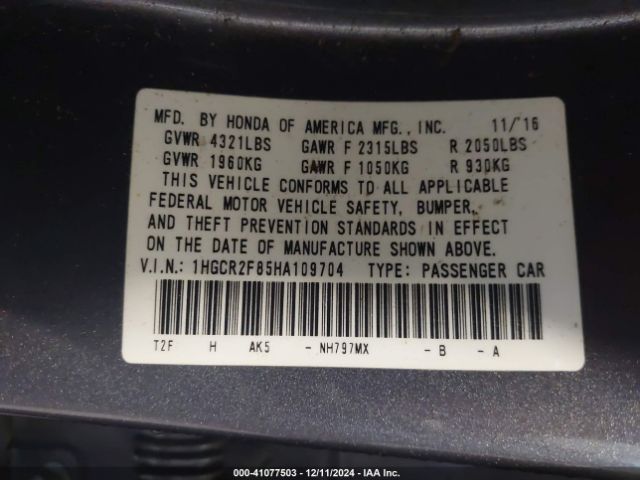 MFD. BY HONDA OF AMERICA MFG., INC. 11/'16
GVWR 4321LBS GAWR F 2315LBS R 2050LBS
GVWR 1960KG GAWR F 1050KG R 930KG
THIS VEHICLE CONFORMS TO ALL APPLICABLE
FEDERAL MOTOR VEHICLE SAFETY, BUMPER,
AND THEFT PREVENTION STANDARDS IN EFFECT
ON THE DATE OF MANUFACTURE SHOWN ABOVE.
V.I.N.: 1HGCR2F85HA109704 TYPE: PASSENGER CAR
T2F H AK5 - NH797MX - B - A
000-41077503 - 12/11/2024 - IAA Inc.